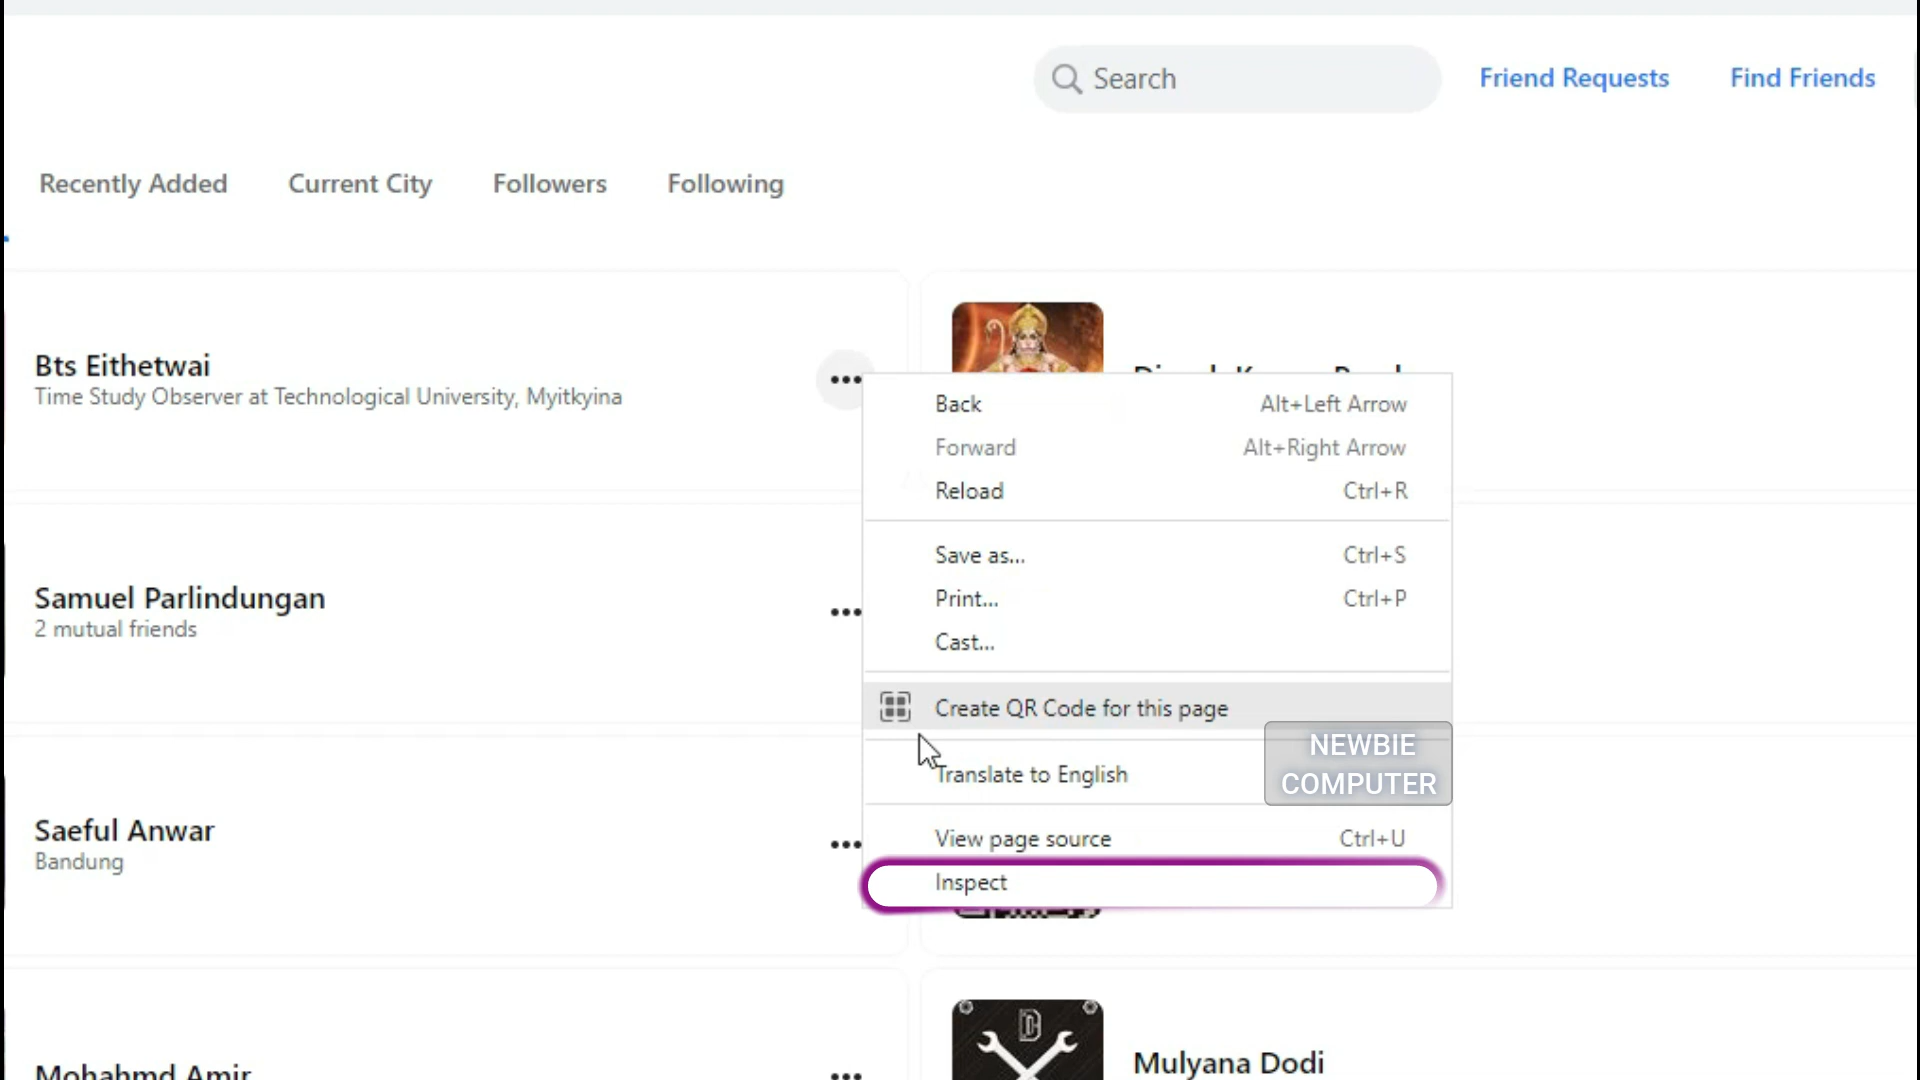 Search
Friend Requests
Find Friends
Recently Added
Current City
Followers
Following
Bts Eithetwai
Time Study Observer at Technological University, Myitkyina
Back Alt+Left Arrow
Forward Alt+Right Arrow
Reload Ctrl+R
Save as... Ctrl+S
Print... Ctrl+P
Cast...
Create QR Code for this page
Translate to English
View page source Ctrl+U
Inspect
NEWBIE
COMPUTER
Samuel Parlindungan
2 mutual friends
Saeful Anwar
Bandung
Mohahmd Amir
Mulyana Dodi